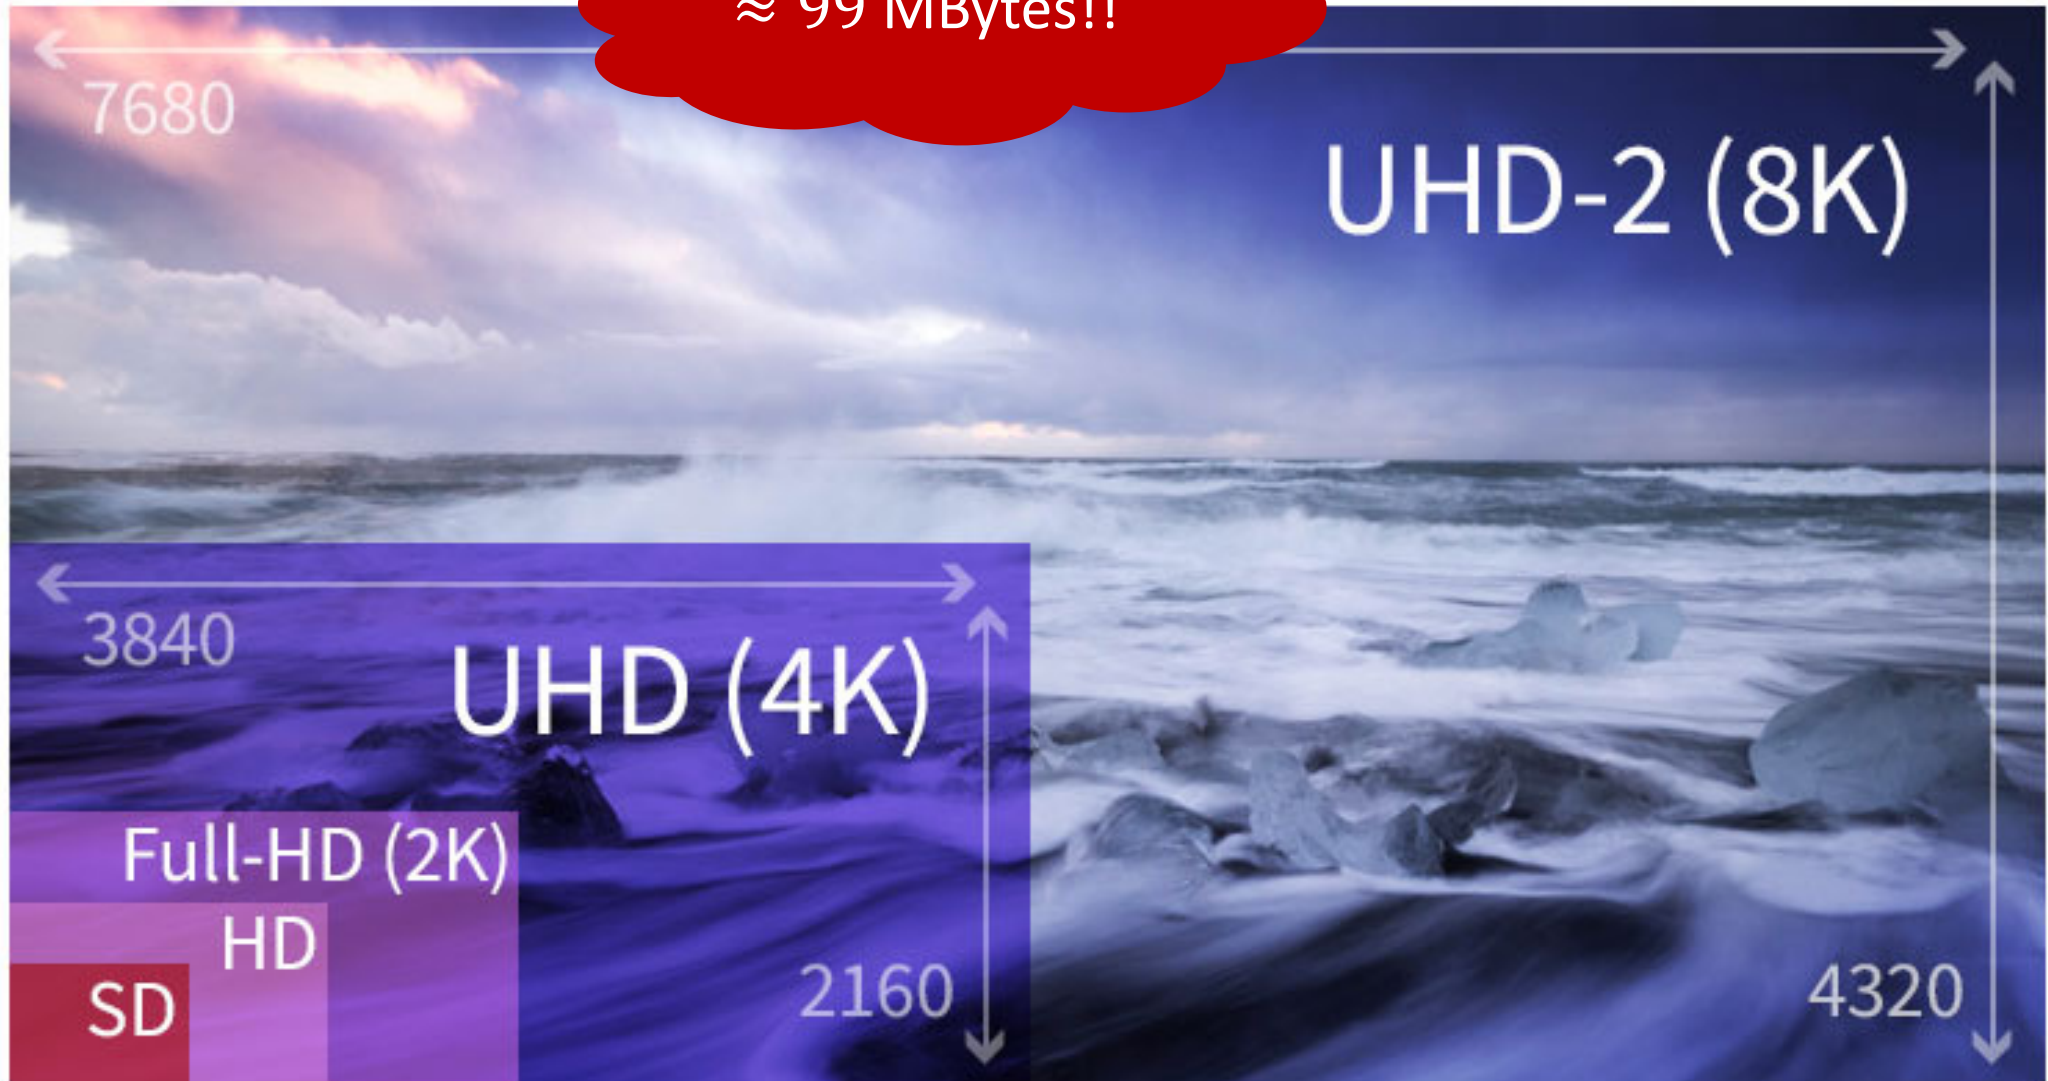 ≈ 99 MBytes!!
7680
UHD-2 (8K)
3840
UHD (4K)
Full-HD (2K)
HD
SD
2160
4320